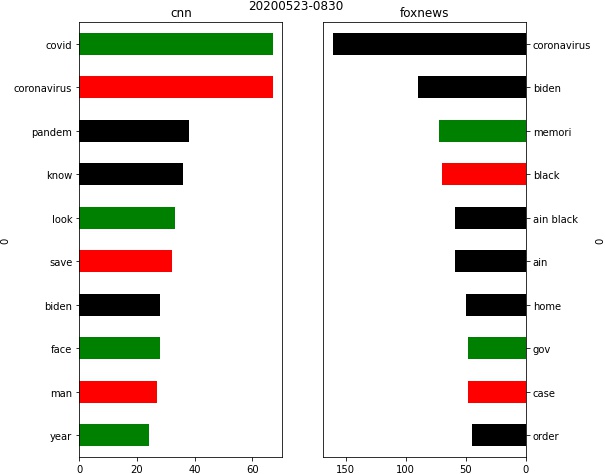 20200523-0830
cnn
foxnews
covid
coronavirus
pandem
know
look
save
biden
face
man
year
0 20 40 60
0
coronavirus
biden
memori
black
ain black
ain
home
gov
case
order
150 100 50 0
0